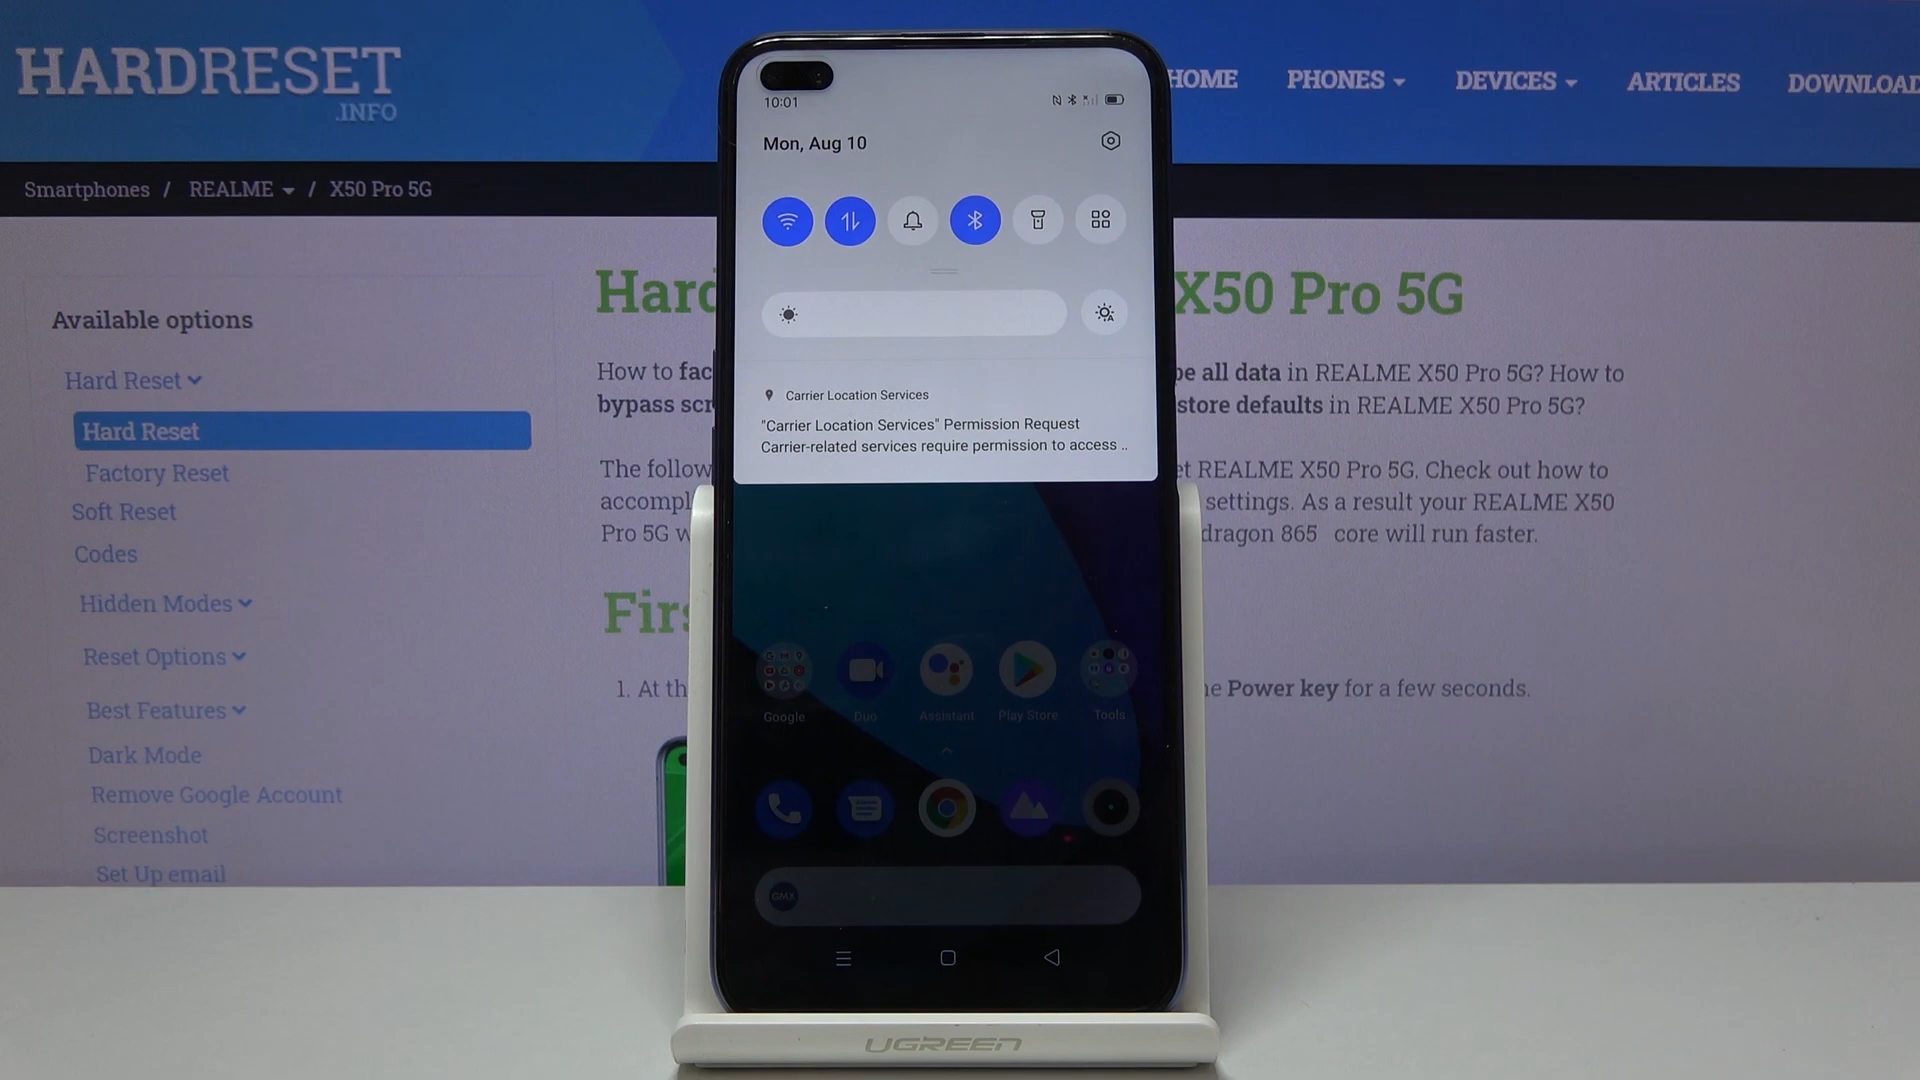 HARDRESET
.INFO
HOME PHONES DEVICES ARTICLES DOWNLOAD
Smartphones / REALME / X50 Pro 5G
Available options
Hard Reset
Hard Reset
Factory Reset
Soft Reset
Codes
Hidden Modes
Reset Options
Best Features
Dark Mode
Remove Google Account
Screenshot
Set Up email
Hard X50 Pro 5G
How to fac pe all data in REALME X50 Pro 5G? How to
bypass scr store defaults in REALME X50 Pro 5G?
The follow et REALME X50 Pro 5G. Check out how to
accompl settings. As a result your REALME X50
Pro 5G w dragon 865 core will run faster.
Firs
1. At th he Power key for a few seconds.
10:01
Mon, Aug 10
Carrier Location Services
"Carrier Location Services" Permission Request
Carrier-related services require permission to access ..
Google Duo Assistant Play Store Tools
GMX
UGREEN